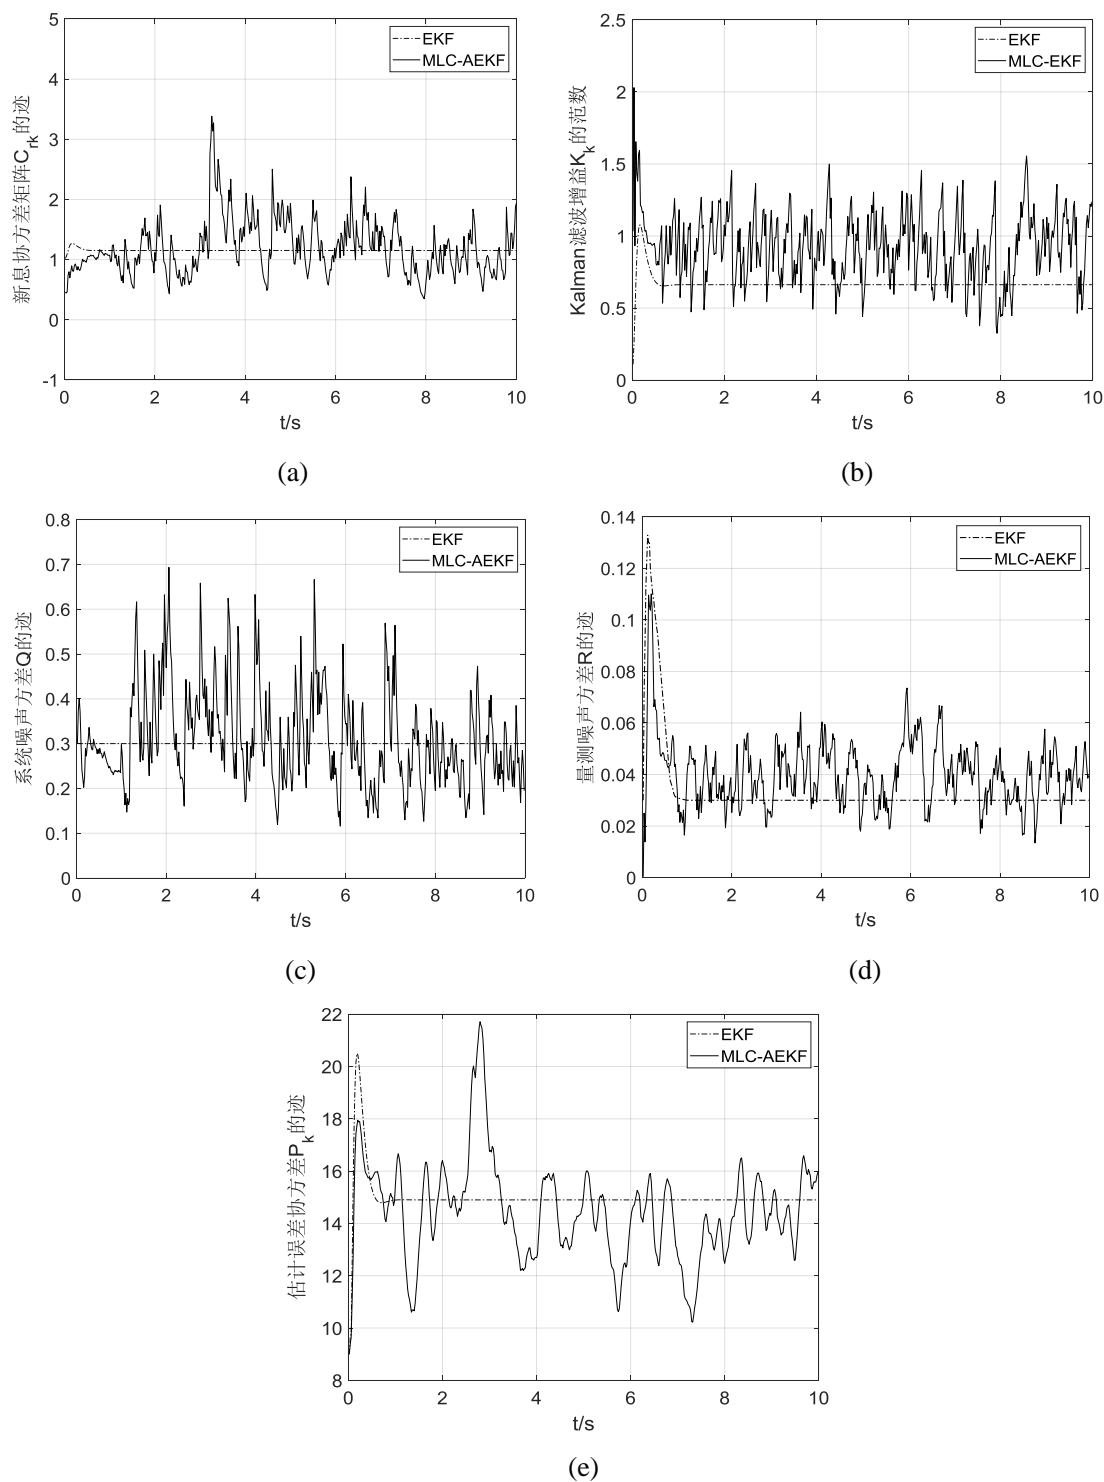 5
4
3
2
1
0
-1
0
2
4
6
8
10
新息协方差矩阵C_rk的迹
t/s
EKF
MLC-AEKF
(a)
2.5
2
1.5
1
0.5
0
0
2
4
6
8
10
Kalman滤波增益K_k的范数
t/s
EKF
MLC-EKF
(b)
0.8
0.7
0.6
0.5
0.4
0.3
0.2
0.1
0
0
2
4
6
8
10
系统噪声方差Q的迹
t/s
EKF
MLC-AEKF
(c)
0.14
0.12
0.1
0.08
0.06
0.04
0.02
0
0
2
4
6
8
10
量测噪声方差R的迹
t/s
EKF
MLC-AEKF
(d)
22
20
18
16
14
12
10
8
0
2
4
6
8
10
估计误差协方差P_k的迹
t/s
EKF
MLC-AEKF
(e)